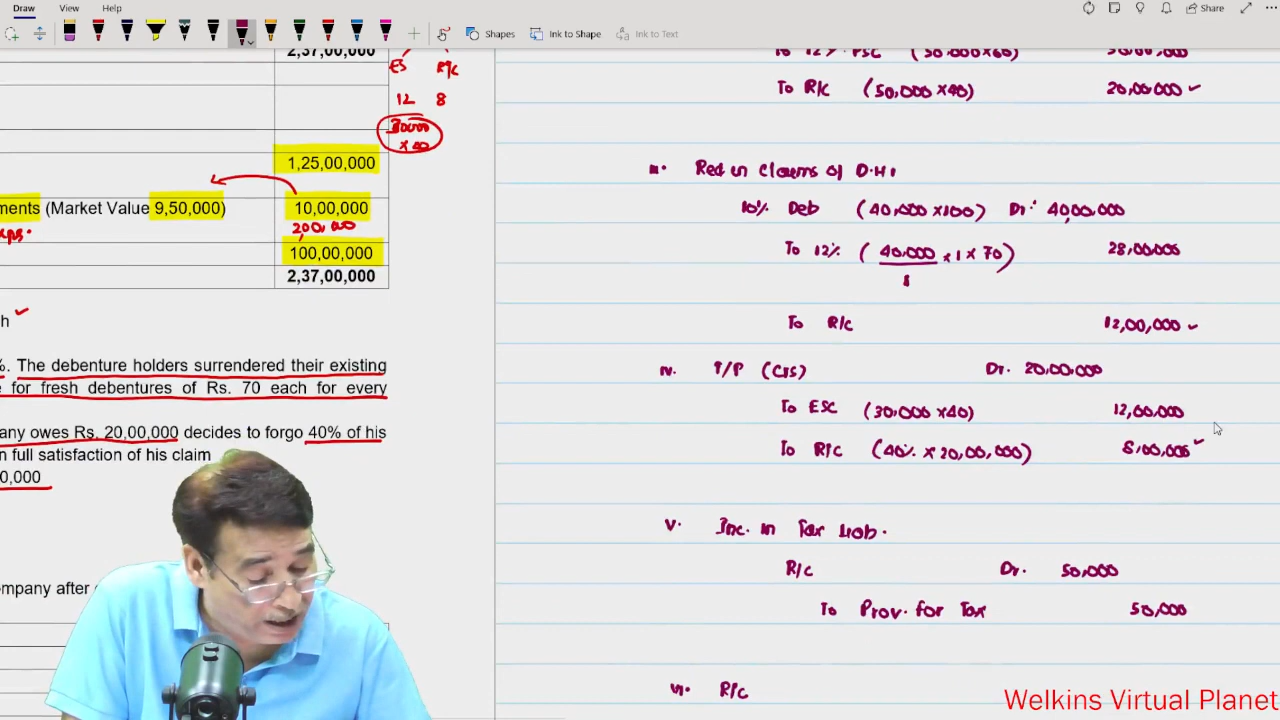 Draw View Help Share
Shapes Ink to Shape Ink to Text
2,37,00,000
ES R/C
12 8
30000
× 40
1,25,00,000
ments (Market Value 9,50,000) 10,00,000
200,000
100,00,000
2,37,00,000
h
%. The debenture holders surrendered their existing
e for fresh debentures of Rs. 70 each for every
any owes Rs. 20,00,000 decides to forgo 40% of his
n full satisfaction of his claim
0,000
ompany after
To 12% PSC (50,000×60) 30,00,000
To R/C (50,000×40) 20,00,000
III. Red in Claims of D.H.
10% Deb (40,000×100) Dr. 40,00,000
To 12% (40,000/1 × 1 × 70) 28,00,000
To R/C 12,00,000
IV. T/P (Crs) Dr. 20,00,000
To ESC (30,000×40) 12,00,000
To R/C (40% × 20,00,000) 8,00,000
V. Inc. in Tax Liab.
R/C Dr. 50,000
To Prov. for Tax 50,000
VI. R/C
Welkins Virtual Planet